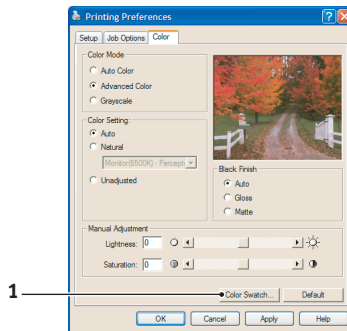 Printing Preferences
Setup Job Options Color
Color Mode
Auto Color
Advanced Color
Grayscale
Color Setting:
Auto
Natural
Monitor(6500K) - Percepti
Unadjusted
Black Finish
Auto
Gloss
Matte
Manual Adjustment
Lightness: 0
Saturation: 0
1
Color Swatch... Default
OK Cancel Apply Help